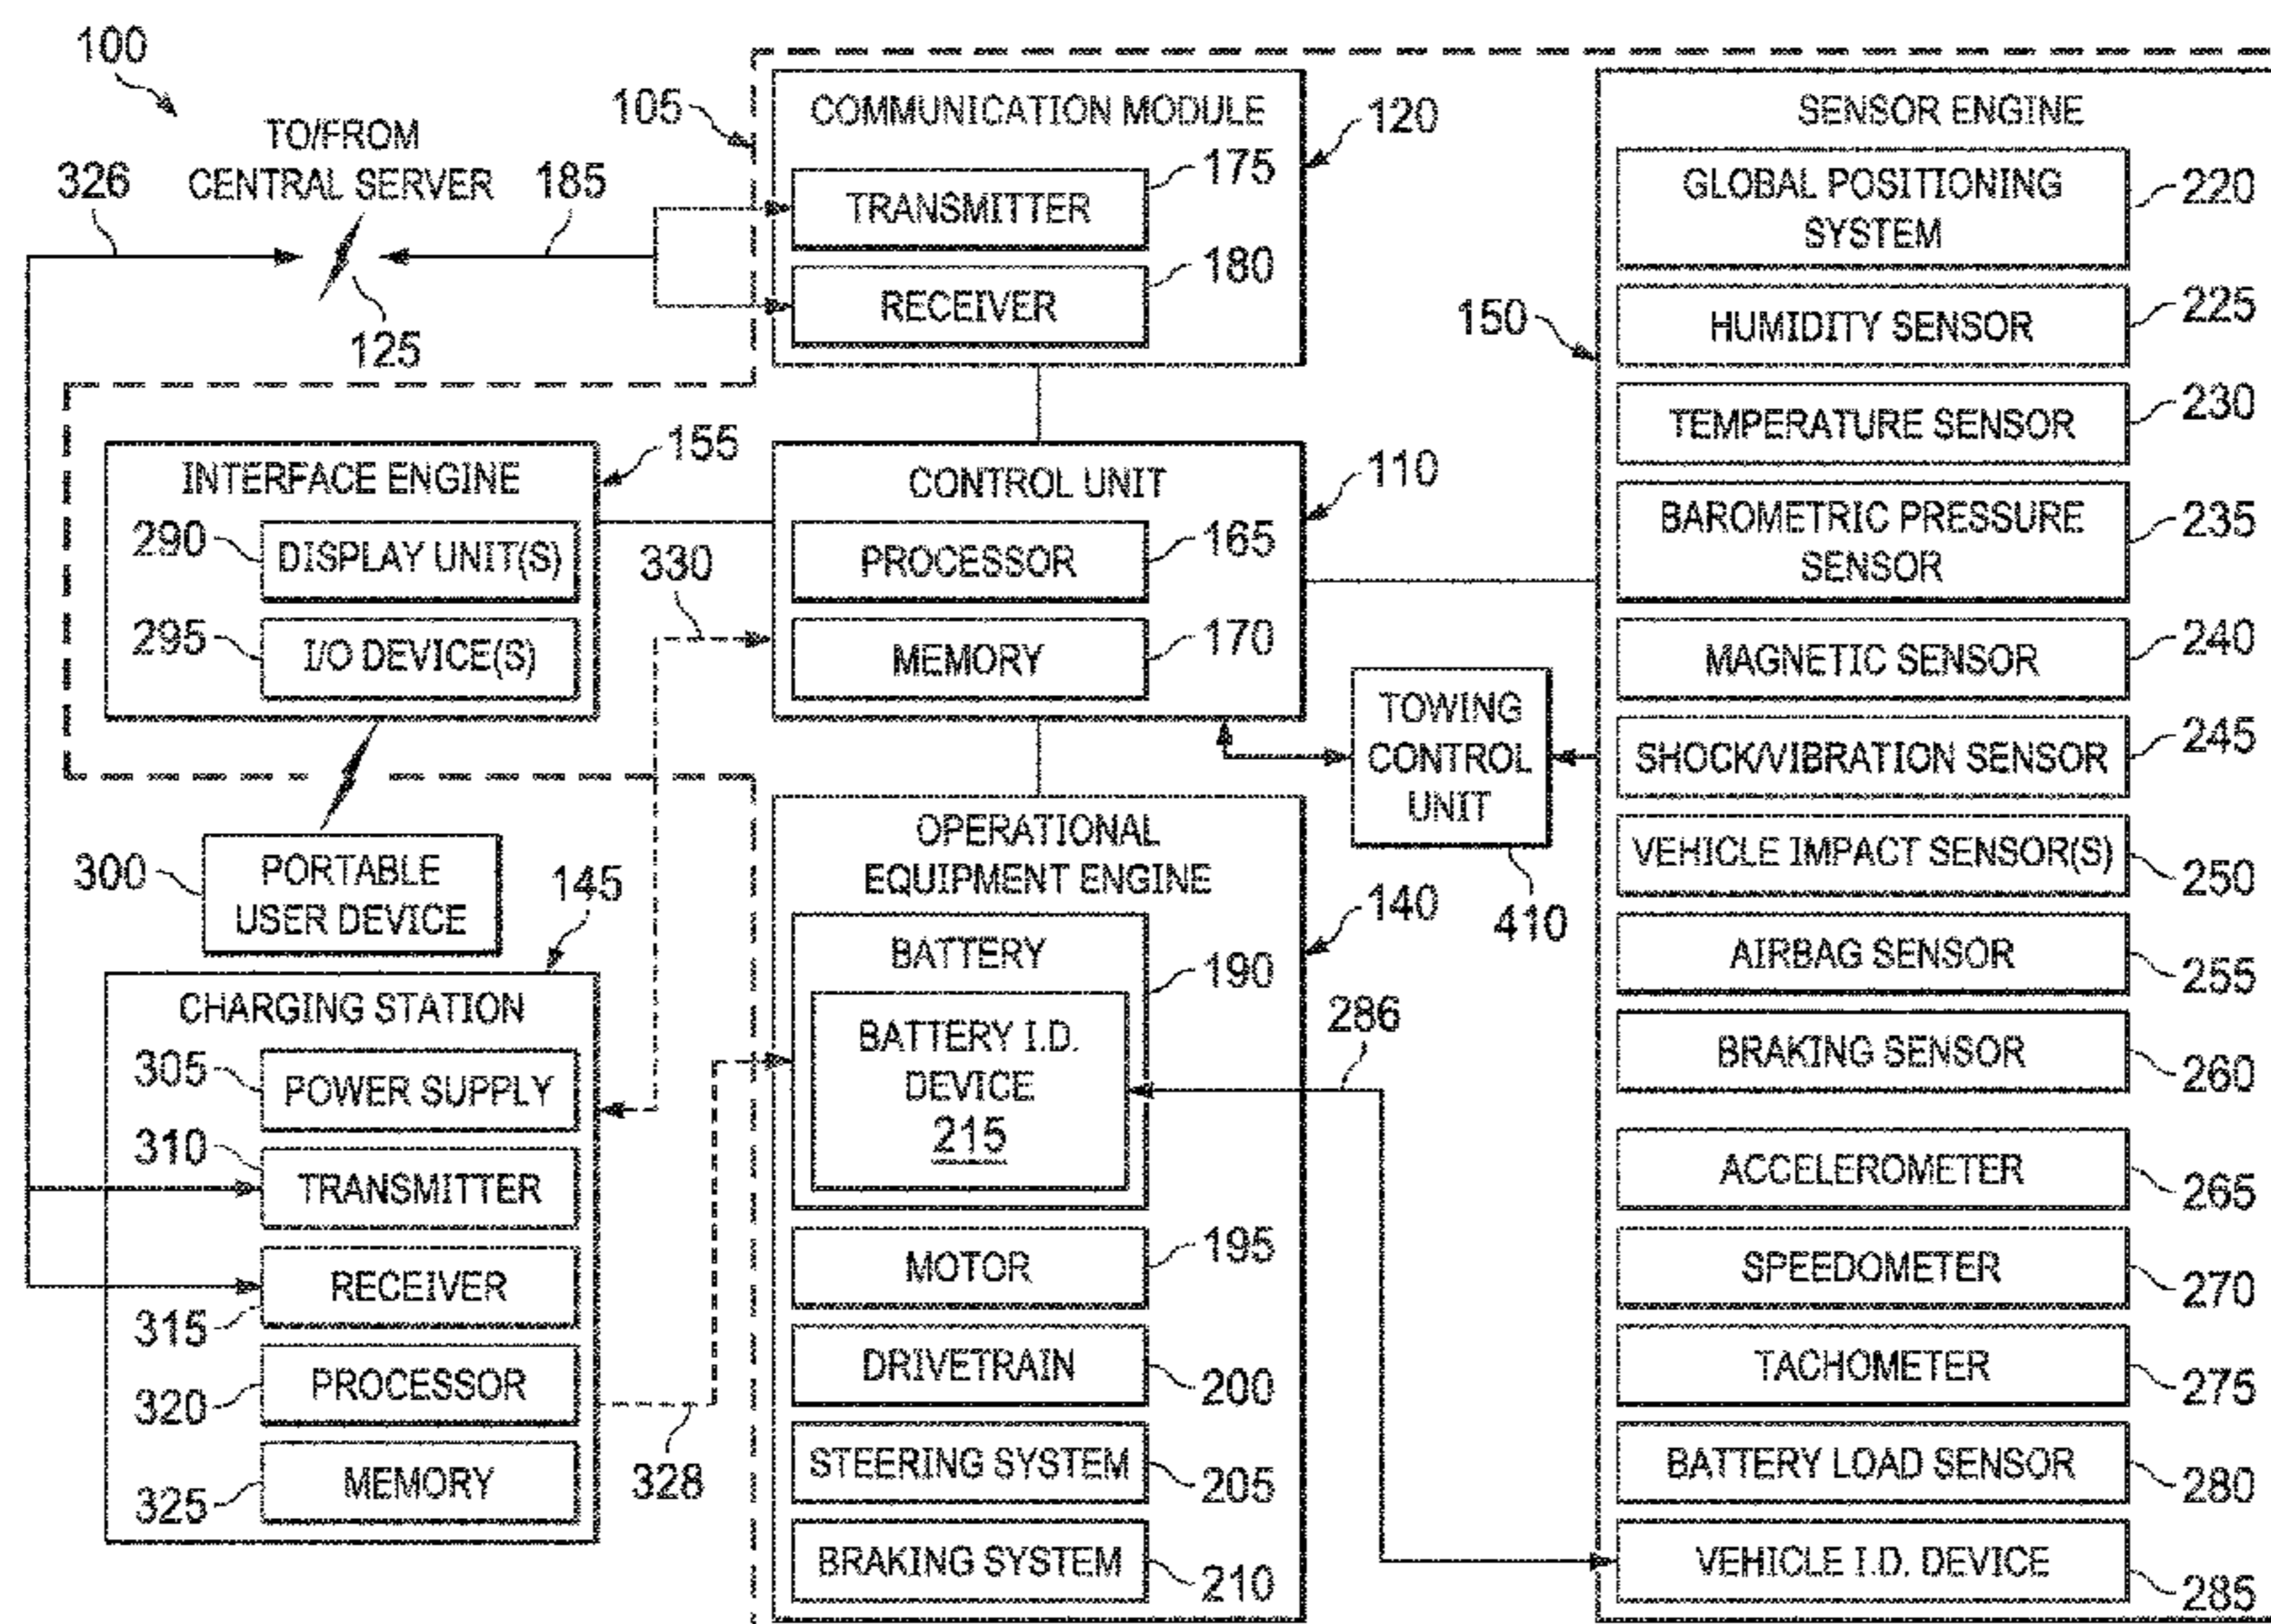 100
TO/FROM
CENTRAL SERVER
326
185
125
105
COMMUNICATION MODULE
120
TRANSMITTER
175
RECEIVER
180
INTERFACE ENGINE
155
290
DISPLAY UNIT(S)
295
I/O DEVICE(S)
330
CONTROL UNIT
110
PROCESSOR
165
MEMORY
170
TOWING
CONTROL
UNIT
410
300
PORTABLE
USER DEVICE
145
CHARGING STATION
305
POWER SUPPLY
310
TRANSMITTER
RECEIVER
315
PROCESSOR
320
MEMORY
325
328
OPERATIONAL
EQUIPMENT ENGINE
140
BATTERY
190
BATTERY I.D.
DEVICE
215
286
MOTOR
195
DRIVETRAIN
200
STEERING SYSTEM
205
BRAKING SYSTEM
210
150
SENSOR ENGINE
GLOBAL POSITIONING
SYSTEM
220
HUMIDITY SENSOR
225
TEMPERATURE SENSOR
230
BAROMETRIC PRESSURE
SENSOR
235
MAGNETIC SENSOR
240
SHOCK/VIBRATION SENSOR
245
VEHICLE IMPACT SENSOR(S)
250
AIRBAG SENSOR
255
BRAKING SENSOR
260
ACCELEROMETER
265
SPEEDOMETER
270
TACHOMETER
275
BATTERY LOAD SENSOR
280
VEHICLE I.D. DEVICE
285